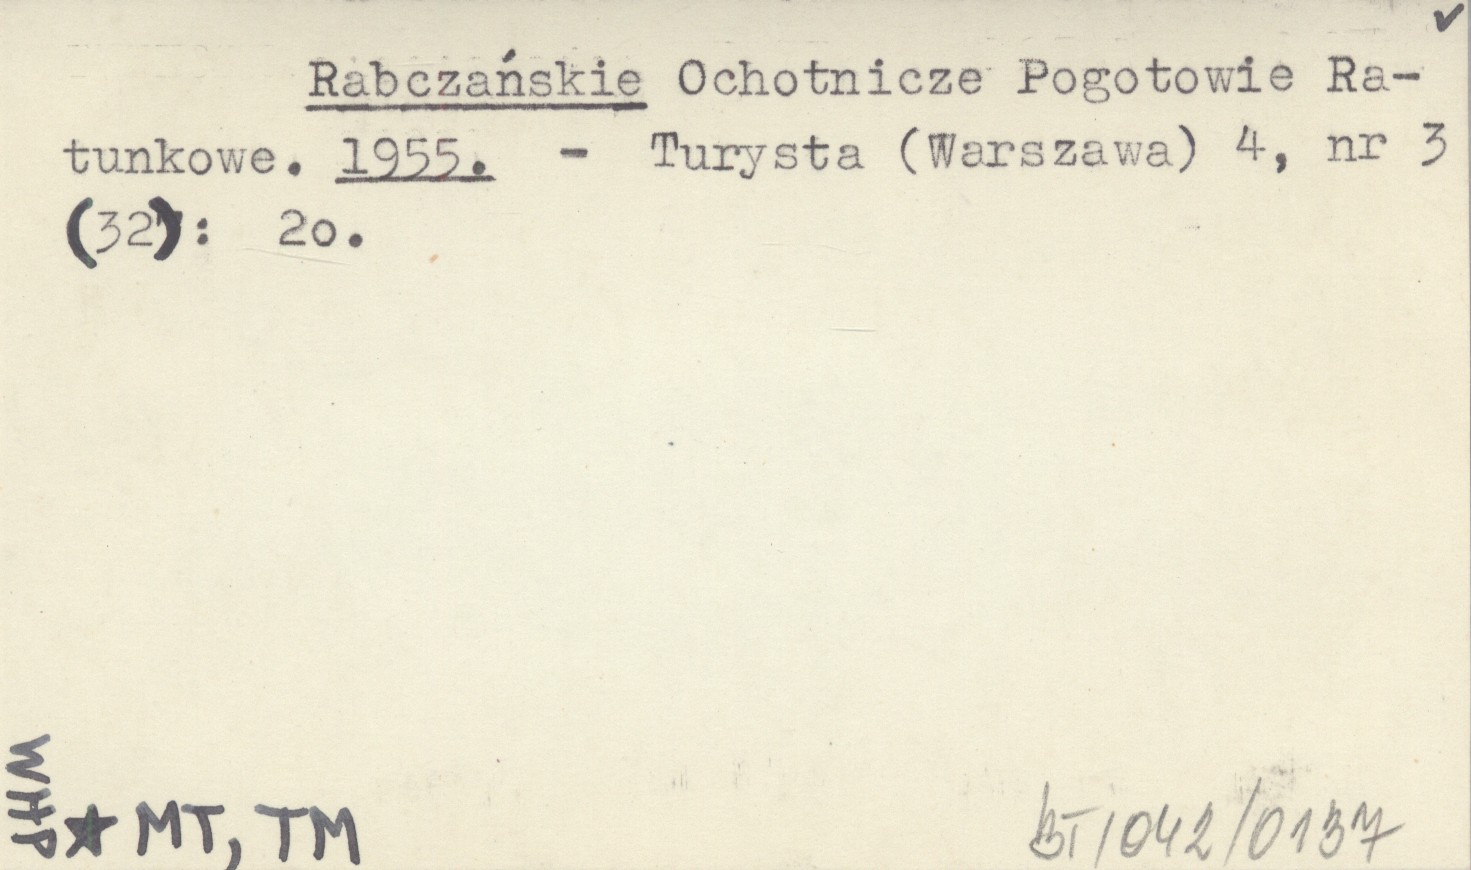 Rabczańskie Ochotnicze Pogotowie Ra-
tunkowe. 1955. - Turysta (Warszawa) 4, nr 3
(32): 2o.
WHP
★ MT, TM
BT/042/0137